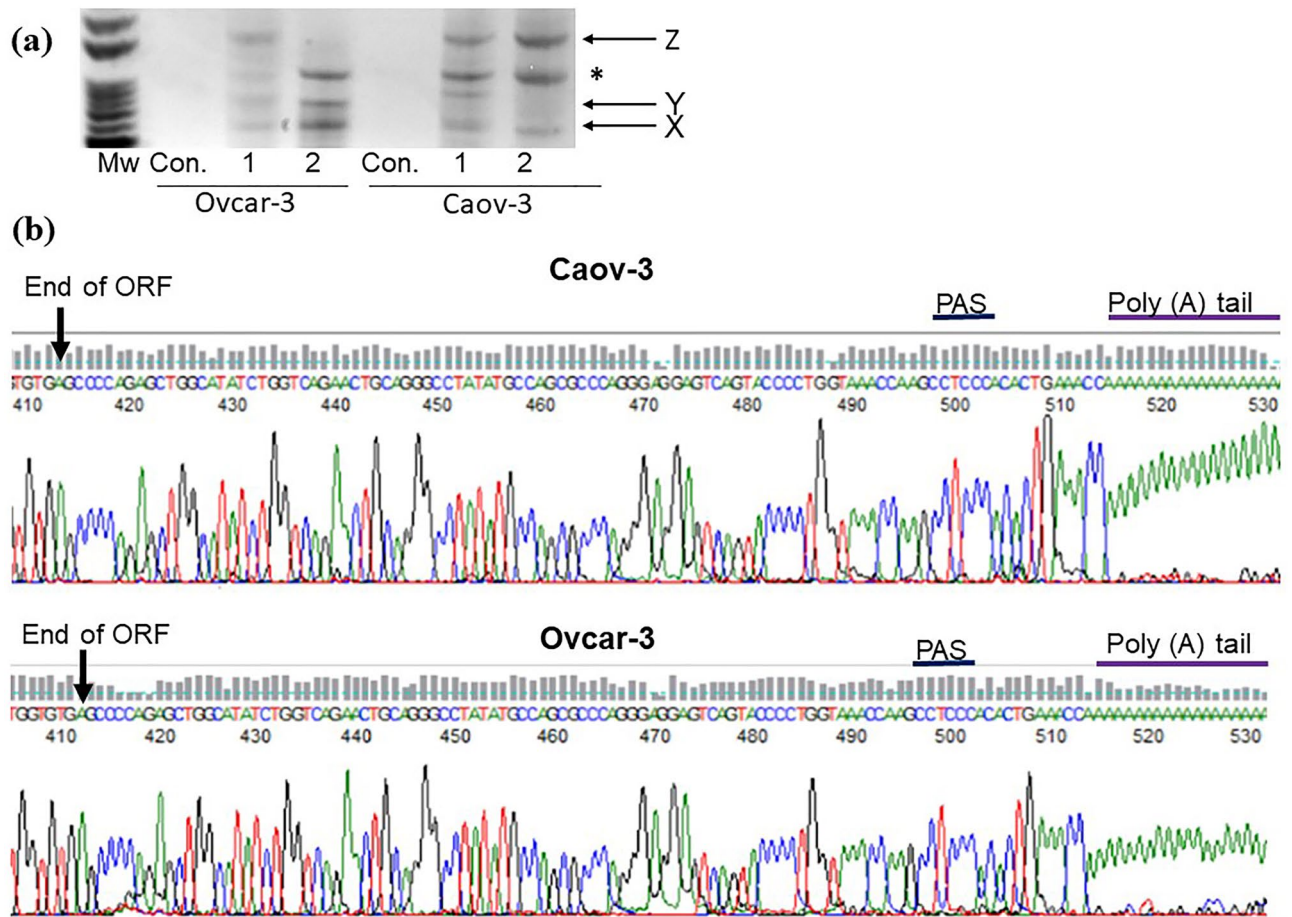 (a)
Z
*
Y
X
Mw Con. 1 2 Con. 1 2
Ovcar-3 Caov-3
(b)
Caov-3
End of ORF
PAS Poly (A) tail
TGTGAGCCCCAGAGCTGGCATATCTGGTCAGAACTGCAGGGCCTATATGCCAGCGCCCAGGGAGGAGTCAGTACCCCTGGTAAACCAAGCCTCCCACACTGAAACCAAAAAAAAAAAAAAAAA
410 420 430 440 450 460 470 480 490 500 510 520 530
Ovcar-3
End of ORF
PAS Poly (A) tail
TGGTGTGAGCCCCAGAGCTGGCATATCTGGTCAGAACTGCAGGGCCTATATGCCAGCGCCCAGGGAGGAGTCAGTACCCCTGGTAAACCAAGCCTCCCACACTGAAACCAAAAAAAAAAAAAAAAAA
410 420 430 440 450 460 470 480 490 500 510 520 530